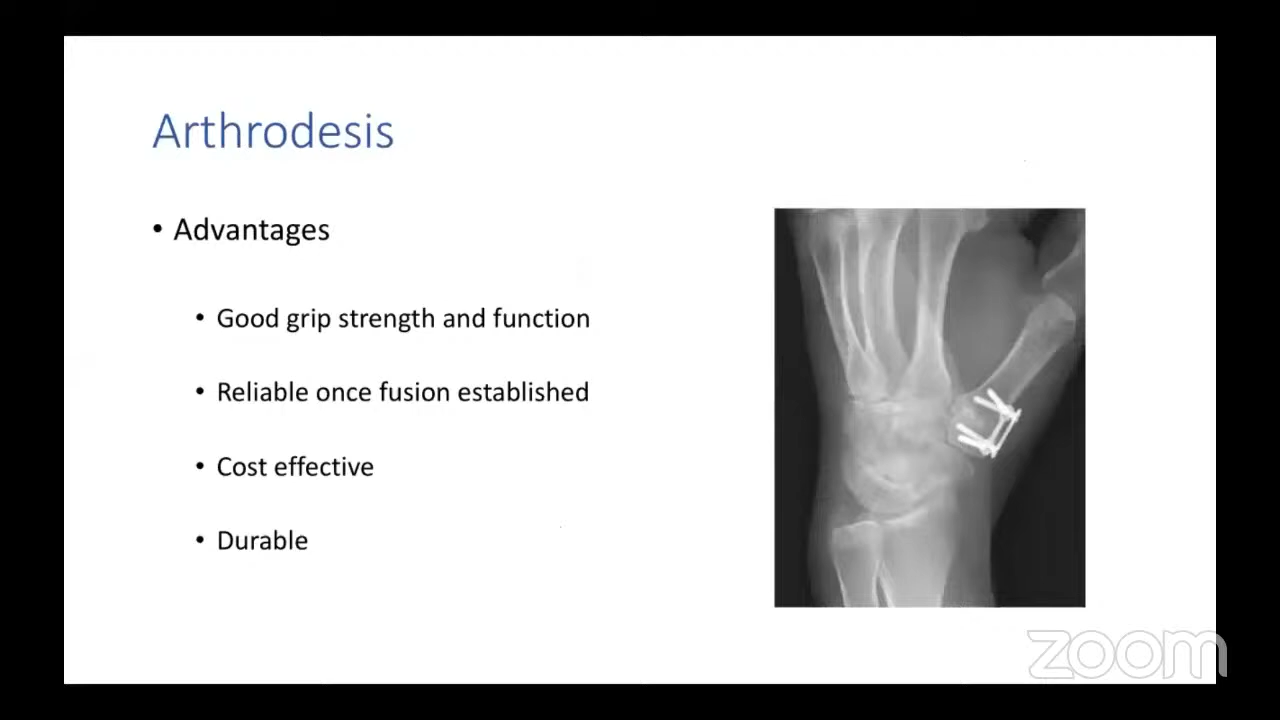 Arthrodesis
• Advantages
• Good grip strength and function
• Reliable once fusion established
• Cost effective
• Durable
zoom